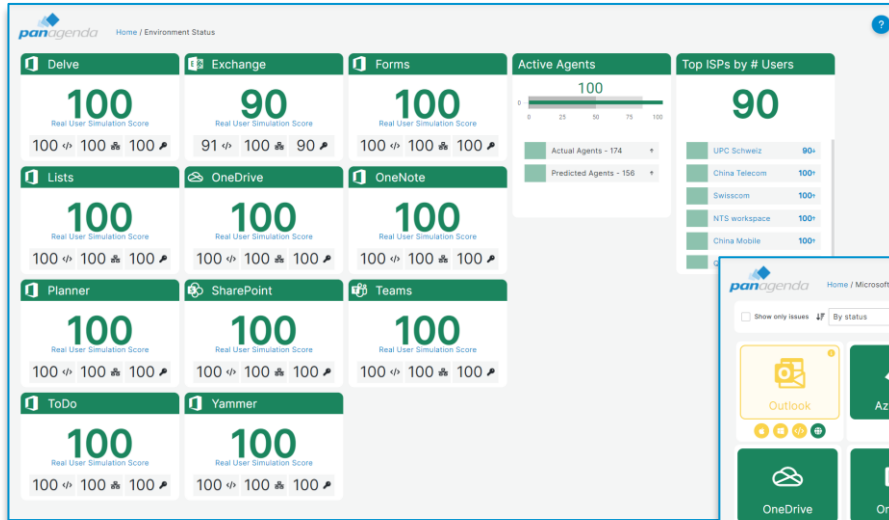 panagenda
Home / Environment Status
?
Delve
100
Real User Simulation Score
100 </> 100 100
Exchange
90
Real User Simulation Score
91 </> 100 90
Forms
100
Real User Simulation Score
100 </> 100 100
Active Agents
100
0
0 25 50 75 100
Actual Agents - 174
Predicted Agents - 156
Top ISPs by # Users
90
UPC Schweiz 90
China Telecom 100
Swisscom 100
NTS workspace 100
China Mobile 100
Lists
100
Real User Simulation Score
100 </> 100 100
OneDrive
100
Real User Simulation Score
100 </> 100 100
OneNote
100
Real User Simulation Score
100 </> 100 100
Planner
100
Real User Simulation Score
100 </> 100 100
SharePoint
100
Real User Simulation Score
100 </> 100 100
Teams
100
Real User Simulation Score
100 </> 100 100
ToDo
100
Real User Simulation Score
100 </> 100 100
Yammer
100
Real User Simulation Score
100 </> 100 100
panagenda
Home / Microsoft
Show only issues
By status
Outlook
Az
OneDrive
On